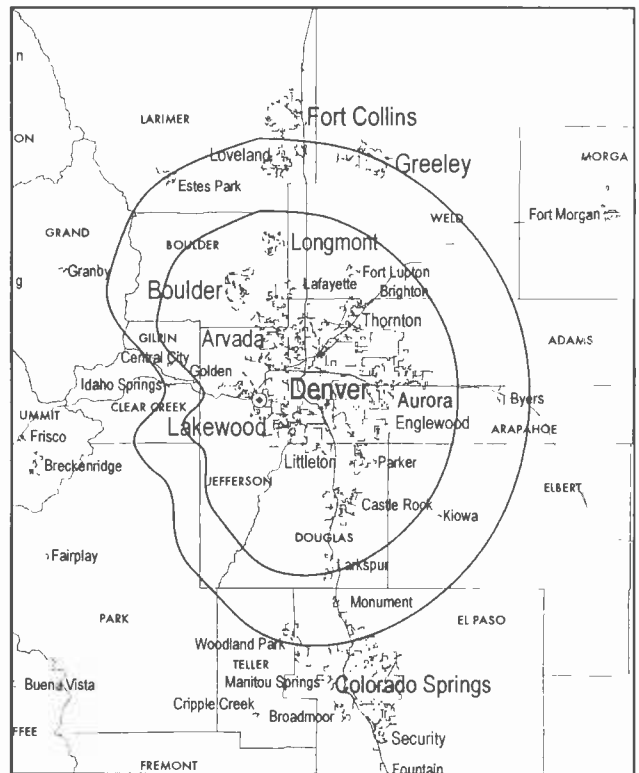 n
LARIMER
Fort Collins
ON
Loveland
Greeley
MORGA
Estes Park
WELD
Fort Morgan
GRAND
BOULDER
Longmont
Granby
Fort Lupton
g
Boulder
Lafayette
Brighton
Thornton
GILPIN
Arvada
ADAMS
Central City
Golden
Idaho Springs
Denver
Aurora
Byers
CLEAR CREEK
Englewood
UMMIT
Lakewood
ARAPAHOE
Frisco
Breckenridge
Littleton
Parker
JEFFERSON
ELBERT
Castle Rock
Kiowa
DOUGLAS
Fairplay
Larkspur
Monument
PARK
EL PASO
Woodland Park
TELLER
Buena Vista
Manitou Springs
Colorado Springs
Cripple Creek
Broadmoor
FFEE
Security
FREMONT
Fountain